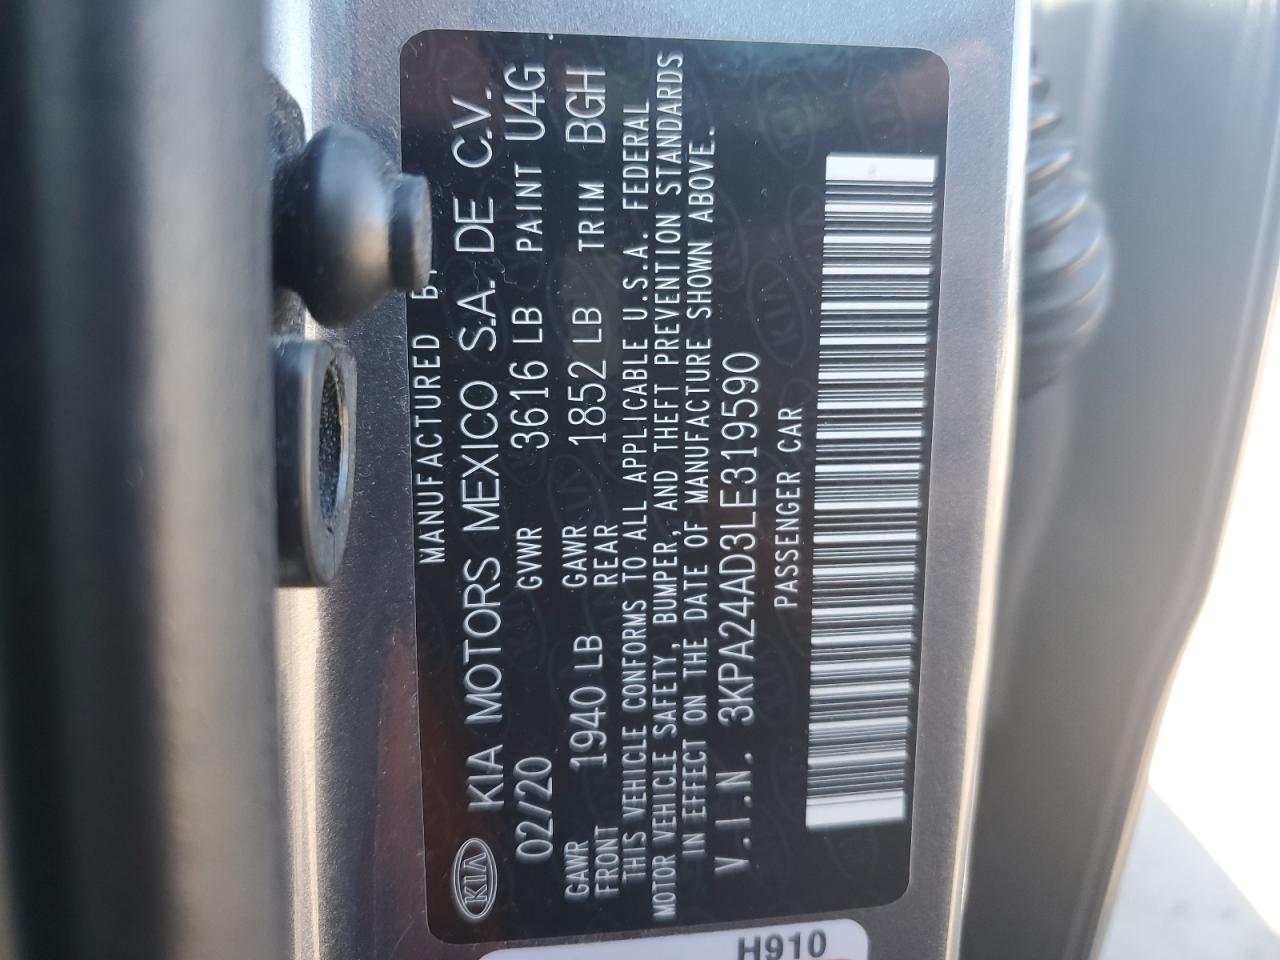 MANUFACTURED BY
KIA KIA MOTORS MEXICO S.A. DE C.V.
02/20 GVWR 3616 LB PAINT U4G
GAWR FRONT 1940 LB GAWR REAR 1852 LB TRIM BGH
THIS VEHICLE CONFORMS TO ALL APPLICABLE U.S.A. FEDERAL
MOTOR VEHICLE SAFETY, BUMPER, AND THEFT PREVENTION STANDARDS
IN EFFECT ON THE DATE OF MANUFACTURE SHOWN ABOVE.
V.I.N. 3KPA24AD3LE319590
PASSENGER CAR
H910